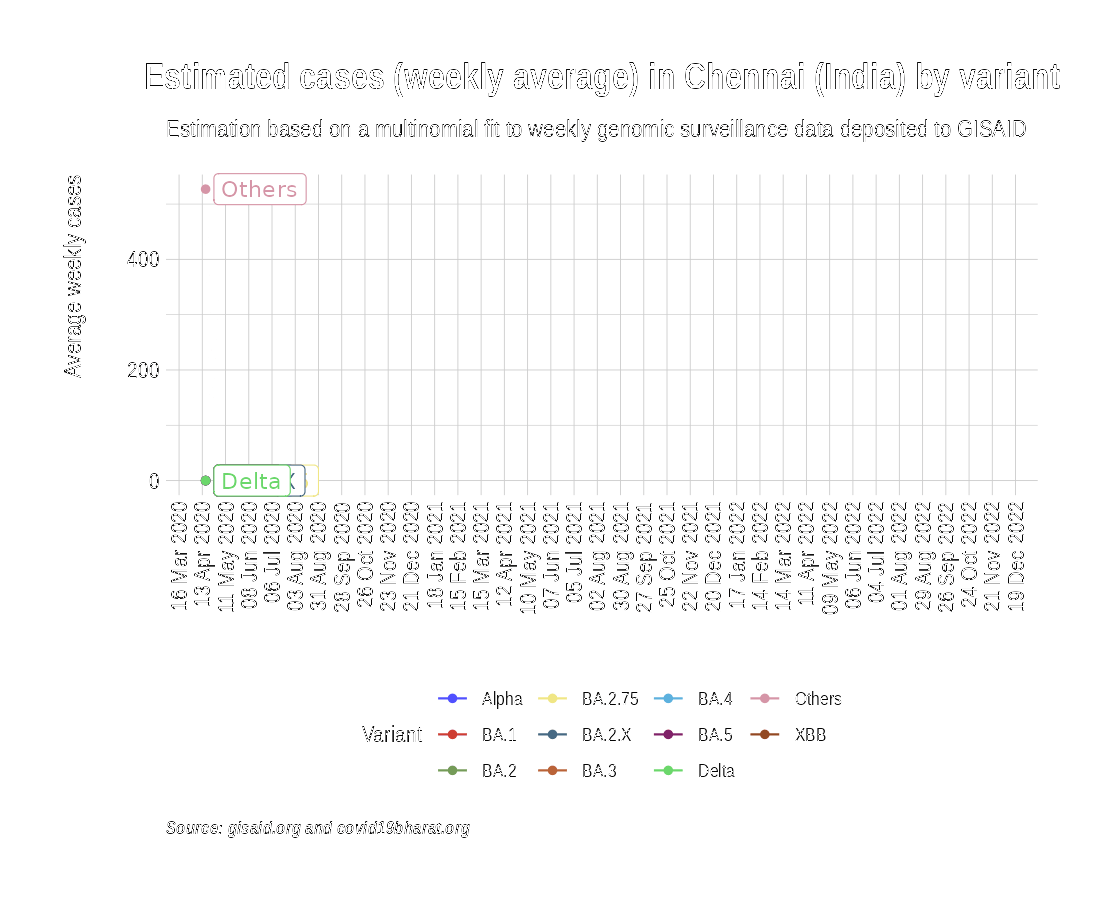 Estimated cases (weekly average) in Chennai (India) by variant
Estimation based on a multinomial fit to weekly genomic surveillance data deposited to GISAID
Average weekly cases
Others
400
200
0
Delta
X
16 Mar 2020
13 Apr 2020
11 May 2020
08 Jun 2020
06 Jul 2020
03 Aug 2020
31 Aug 2020
28 Sep 2020
26 Oct 2020
23 Nov 2020
21 Dec 2020
18 Jan 2021
15 Feb 2021
15 Mar 2021
12 Apr 2021
10 May 2021
07 Jun 2021
05 Jul 2021
02 Aug 2021
30 Aug 2021
27 Sep 2021
25 Oct 2021
22 Nov 2021
20 Dec 2021
17 Jan 2022
14 Feb 2022
14 Mar 2022
11 Apr 2022
09 May 2022
06 Jun 2022
04 Jul 2022
01 Aug 2022
29 Aug 2022
26 Sep 2022
24 Oct 2022
21 Nov 2022
19 Dec 2022
Variant
Alpha
BA.1
BA.2
BA.2.75
BA.2.X
BA.3
BA.4
BA.5
Delta
Others
XBB
Source: gisaid.org and covid19bharat.org